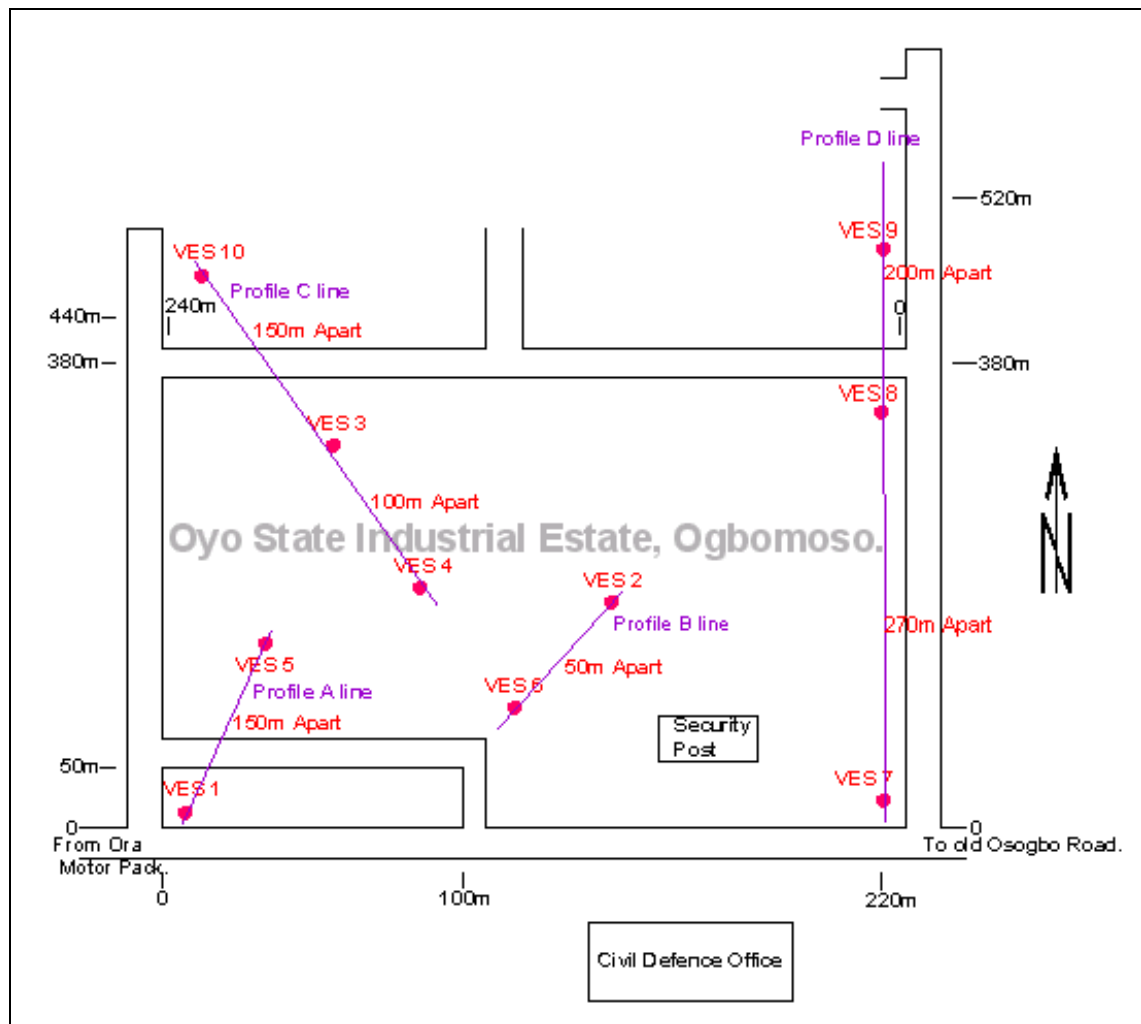 Profile D line
520m
VES 9
VES 10
200m Apart
Profile C line
240m
0
440m
150m Apart
380m
380m
VES 8
VES 3
100m Apart
Oyo State Industrial Estate, Ogbomoso.
VES 4
VES 2
Profile B line
270m Apart
VES 5
50m Apart
Profile A line
VES 6
150m Apart
Security
Post
50m
VES 7
VES 1
0
0
From Ora
Motor Pack.
To old Osogbo Road.
0
100m
220m
Civil Defence Office
N